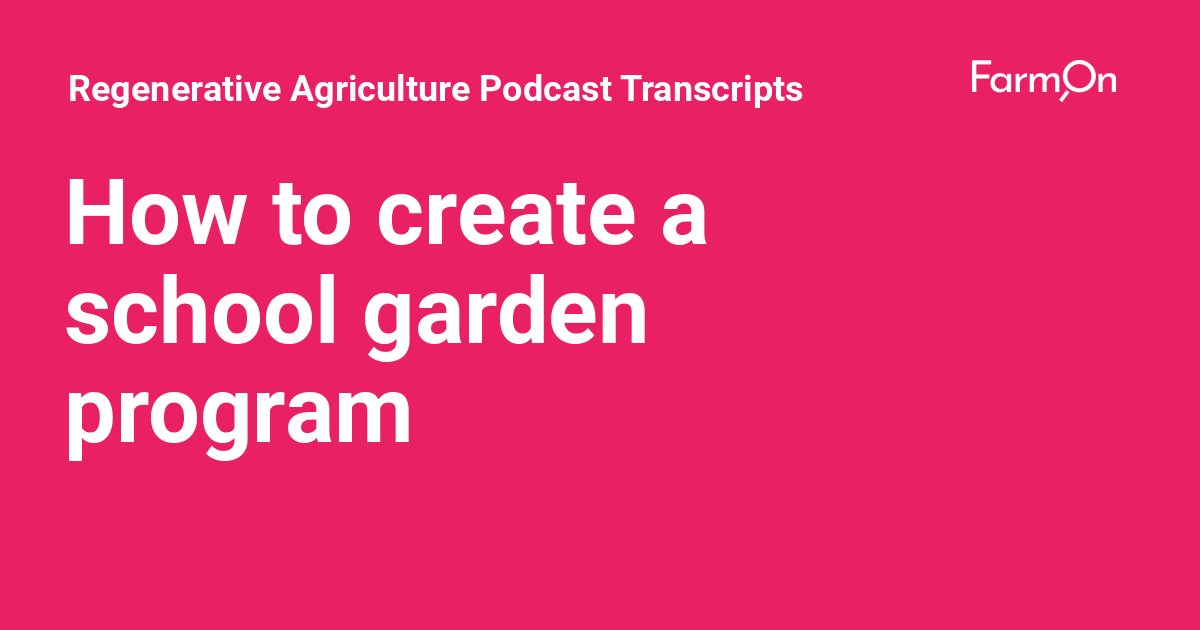 Regenerative Agriculture Podcast Transcripts
FarmOn
How to create a
school garden
program